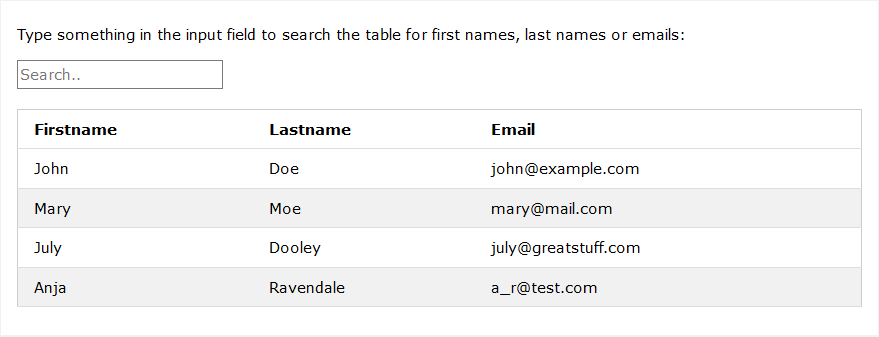 Type something in the input field to search the table for first names, last names or emails:
Search..
Firstname Lastname Email
John Doe john@example.com
Mary Moe mary@mail.com
July Dooley july@greatstuff.com
Anja Ravendale a_r@test.com